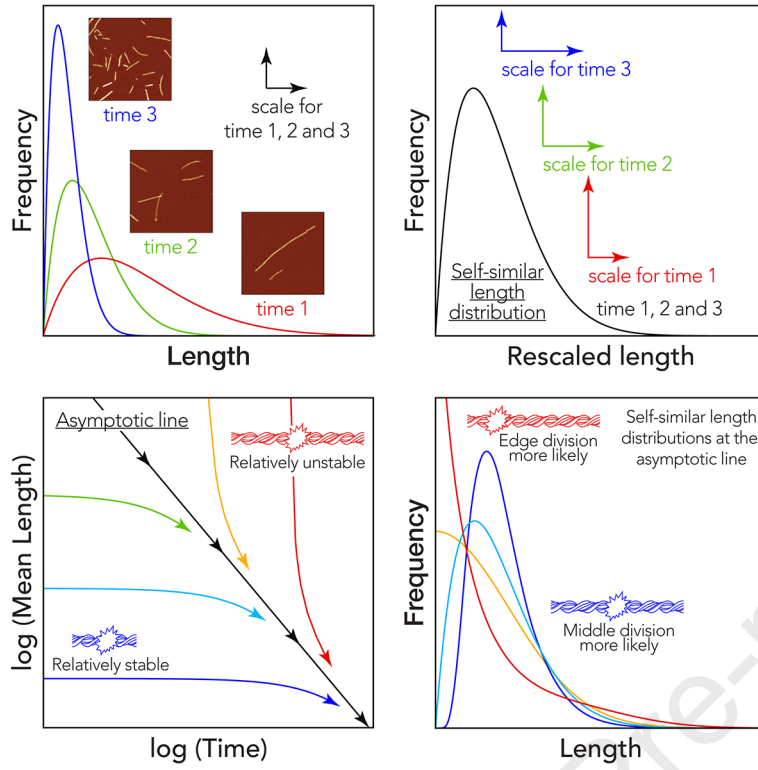 Frequency
time 3
scale for
time 1, 2 and 3
time 2
time 1
Length
Frequency
scale for time 3
scale for time 2
scale for time 1
Self-similar
length
distribution
time 1, 2 and 3
Rescaled length
log (Mean Length)
Asymptotic line
Relatively unstable
Relatively stable
log (Time)
Frequency
Edge division
more likely
Self-similar length
distributions at the
asymptotic line
Middle division
more likely
Length